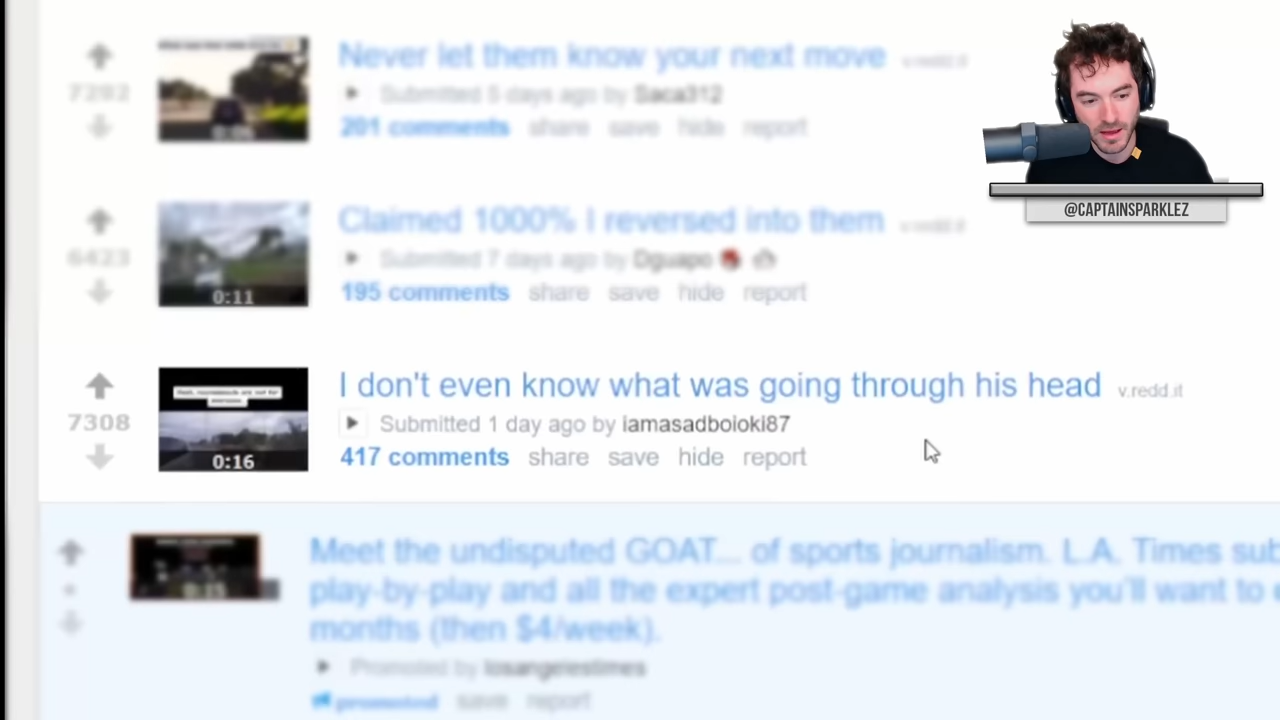 Never let them know your next move v.redd.it
7282
Submitted 5 days ago by Saca312
201 comments share save hide report
@CAPTAINSPARKLEZ
Claimed 1000% I reversed into them v.redd.it
6423
Submitted 7 days ago by Dguapo
0:11
195 comments share save hide report
I don't even know what was going through his head v.redd.it
7308
Submitted 1 day ago by iamasadboioki87
0:16
417 comments share save hide report
Meet the undisputed GOAT... of sports journalism. L.A. Times sub
play-by-play and all the expert post-game analysis you'll want to
months (then $4/week).
Promoted by losangelestimes
promoted save report